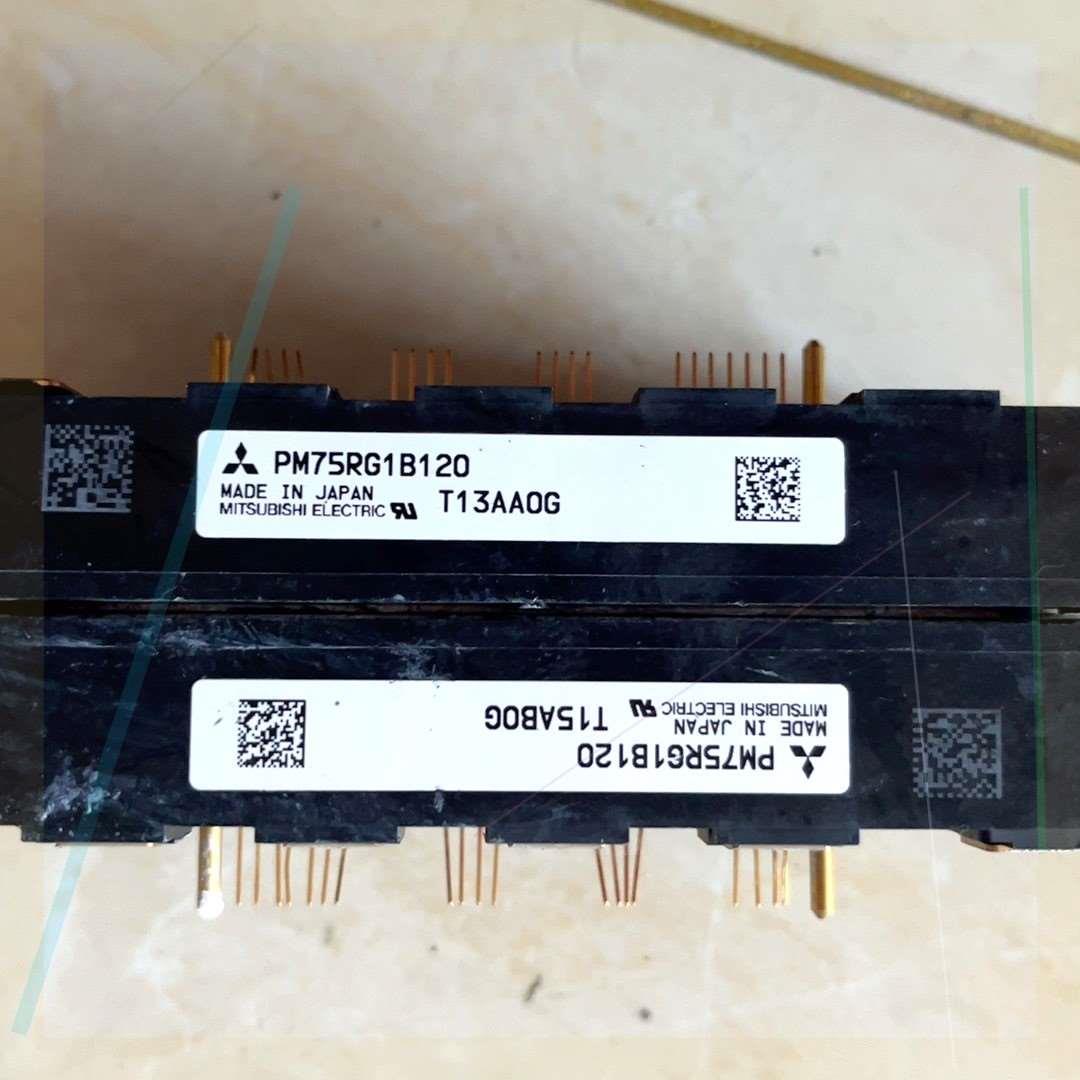 PM75RG1B120
MADE IN JAPAN
MITSUBISHI ELECTRIC T13AA0G
PM75RG1B120
MADE IN JAPAN
MITSUBISHI ELECTRIC T15AB0G